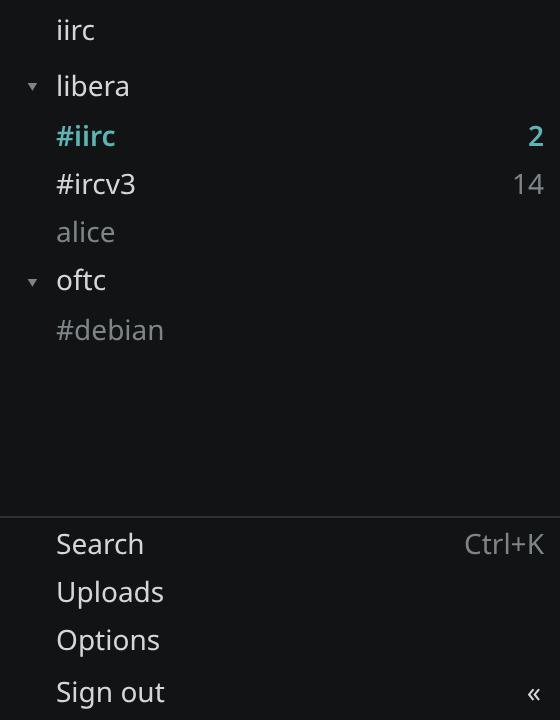 iirc
▾ libera
#iirc 2
#ircv3 14
alice
▾ oftc
#debian
Search Ctrl+K
Uploads
Options
Sign out «